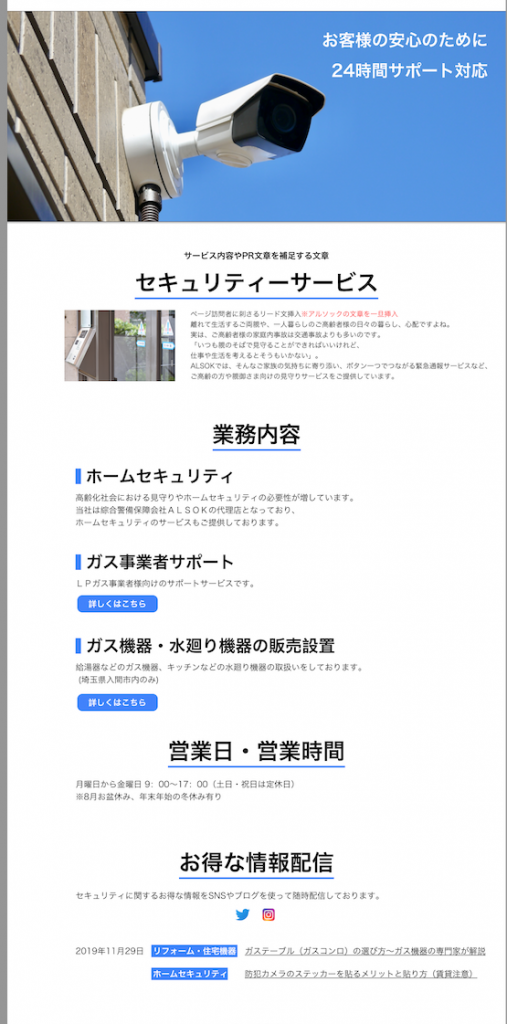 お客様の安心のために
24時間サポート対応
サービス内容やPR文章を補足する文章
セキュリティーサービス
ページ訪問者に刺さるリード文挿入※アルソックの文章を一旦挿入
離れて生活するご両親や、一人暮らしのご高齢者様の日々の暮らし、心配ですよね。
実は、ご高齢者様の家庭内事故は交通事故よりも多いのです。
「いつも親のそばで見守ることができればいいけれど、
仕事や生活を考えるとそうもいかない」。
ALSOKでは、そんなご家族の気持ちに寄り添い、ボタン一つでつながる緊急通報サービスなど、
ご高齢の方や親御さま向けの見守りサービスをご提供しています。
業務内容
ホームセキュリティ
高齢化社会における見守りやホームセキュリティの必要性が増しています。
当社は綜合警備保障会社ＡＬＳＯＫの代理店となっており、
ホームセキュリティのサービスもご提供しております。
ガス事業者サポート
ＬＰガス事業者様向けのサポートサービスです。
詳しくはこちら
ガス機器・水廻り機器の販売設置
給湯器などのガス機器、キッチンなどの水廻り機器の取扱いをしております。
(埼玉県入間市内のみ)
詳しくはこちら
営業日・営業時間
月曜日から金曜日 9：00〜17：00（土日・祝日は定休日）
※8月お盆休み、年末年始の冬休み有り
お得な情報配信
セキュリティに関するお得な情報をSNSやブログを使って随時配信しております。
2019年11月29日 リフォーム・住宅機器 ガステーブル（ガスコンロ）の選び方〜ガス機器の専門家が解説
ホームセキュリティ 防犯カメラのステッカーを貼るメリットと貼り方（賃貸注意）